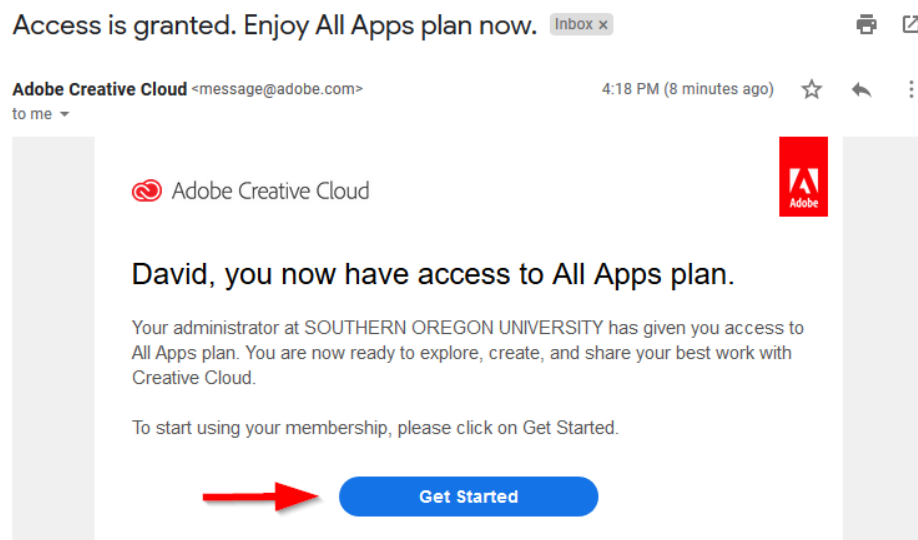 Access is granted. Enjoy All Apps plan now. Inbox x
Adobe Creative Cloud <message@adobe.com> 4:18 PM (8 minutes ago)
to me
Adobe Creative Cloud
Adobe
David, you now have access to All Apps plan.
Your administrator at SOUTHERN OREGON UNIVERSITY has given you access to
All Apps plan. You are now ready to explore, create, and share your best work with
Creative Cloud.
To start using your membership, please click on Get Started.
Get Started